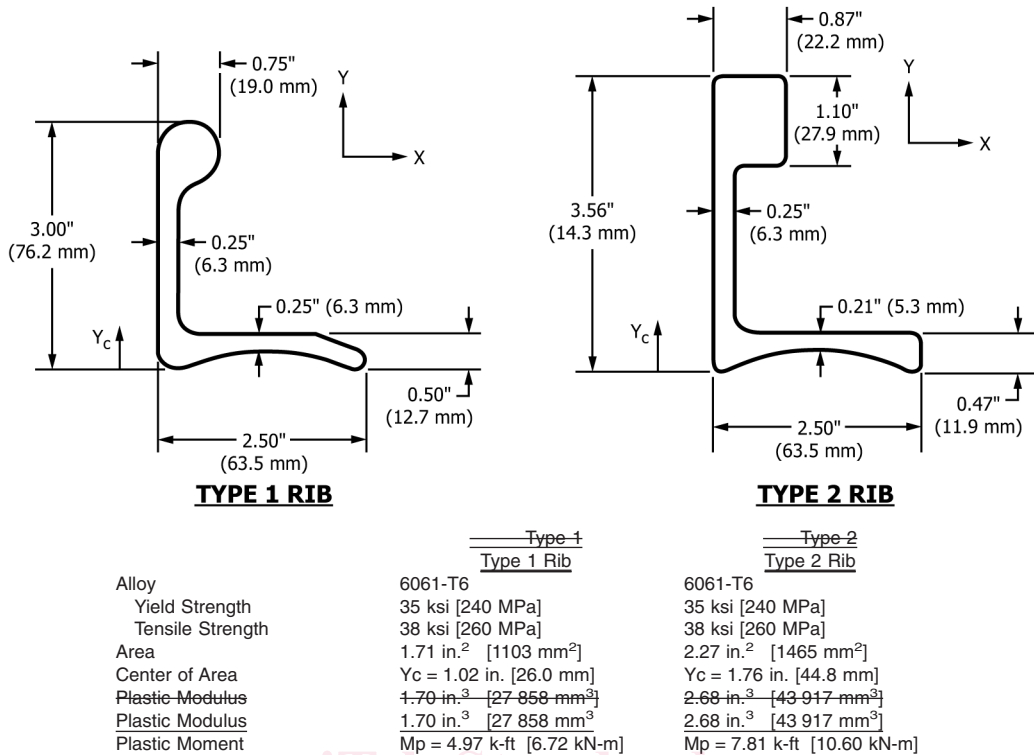 0.87"
(22.2 mm)
0.75"
(19.0 mm)
Y
X
Y
X
1.10"
(27.9 mm)
3.00"
(76.2 mm)
0.25"
(6.3 mm)
3.56"
(14.3 mm)
0.25"
(6.3 mm)
0.25" (6.3 mm)
0.21" (5.3 mm)
Yc
Yc
0.50"
(12.7 mm)
0.47"
(11.9 mm)
2.50"
(63.5 mm)
2.50"
(63.5 mm)
TYPE 1 RIB
TYPE 2 RIB
Type 1 Type 2
Type 1 Rib Type 2 Rib
Alloy 6061-T6 6061-T6
Yield Strength 35 ksi [240 MPa] 35 ksi [240 MPa]
Tensile Strength 38 ksi [260 MPa] 38 ksi [260 MPa]
Area 1.71 in.² [1103 mm²] 2.27 in.² [1465 mm²]
Center of Area Yc = 1.02 in. [26.0 mm] Yc = 1.76 in. [44.8 mm]
Plastic Modulus 1.70 in.³ [27 858 mm³] 2.68 in.³ [43 917 mm³]
Plastic Modulus 1.70 in.³ [27 858 mm³ 2.68 in.³ [43 917 mm³]
Plastic Moment Mp = 4.97 k-ft [6.72 kN-m] Mp = 7.81 k-ft [10.60 kN-m]